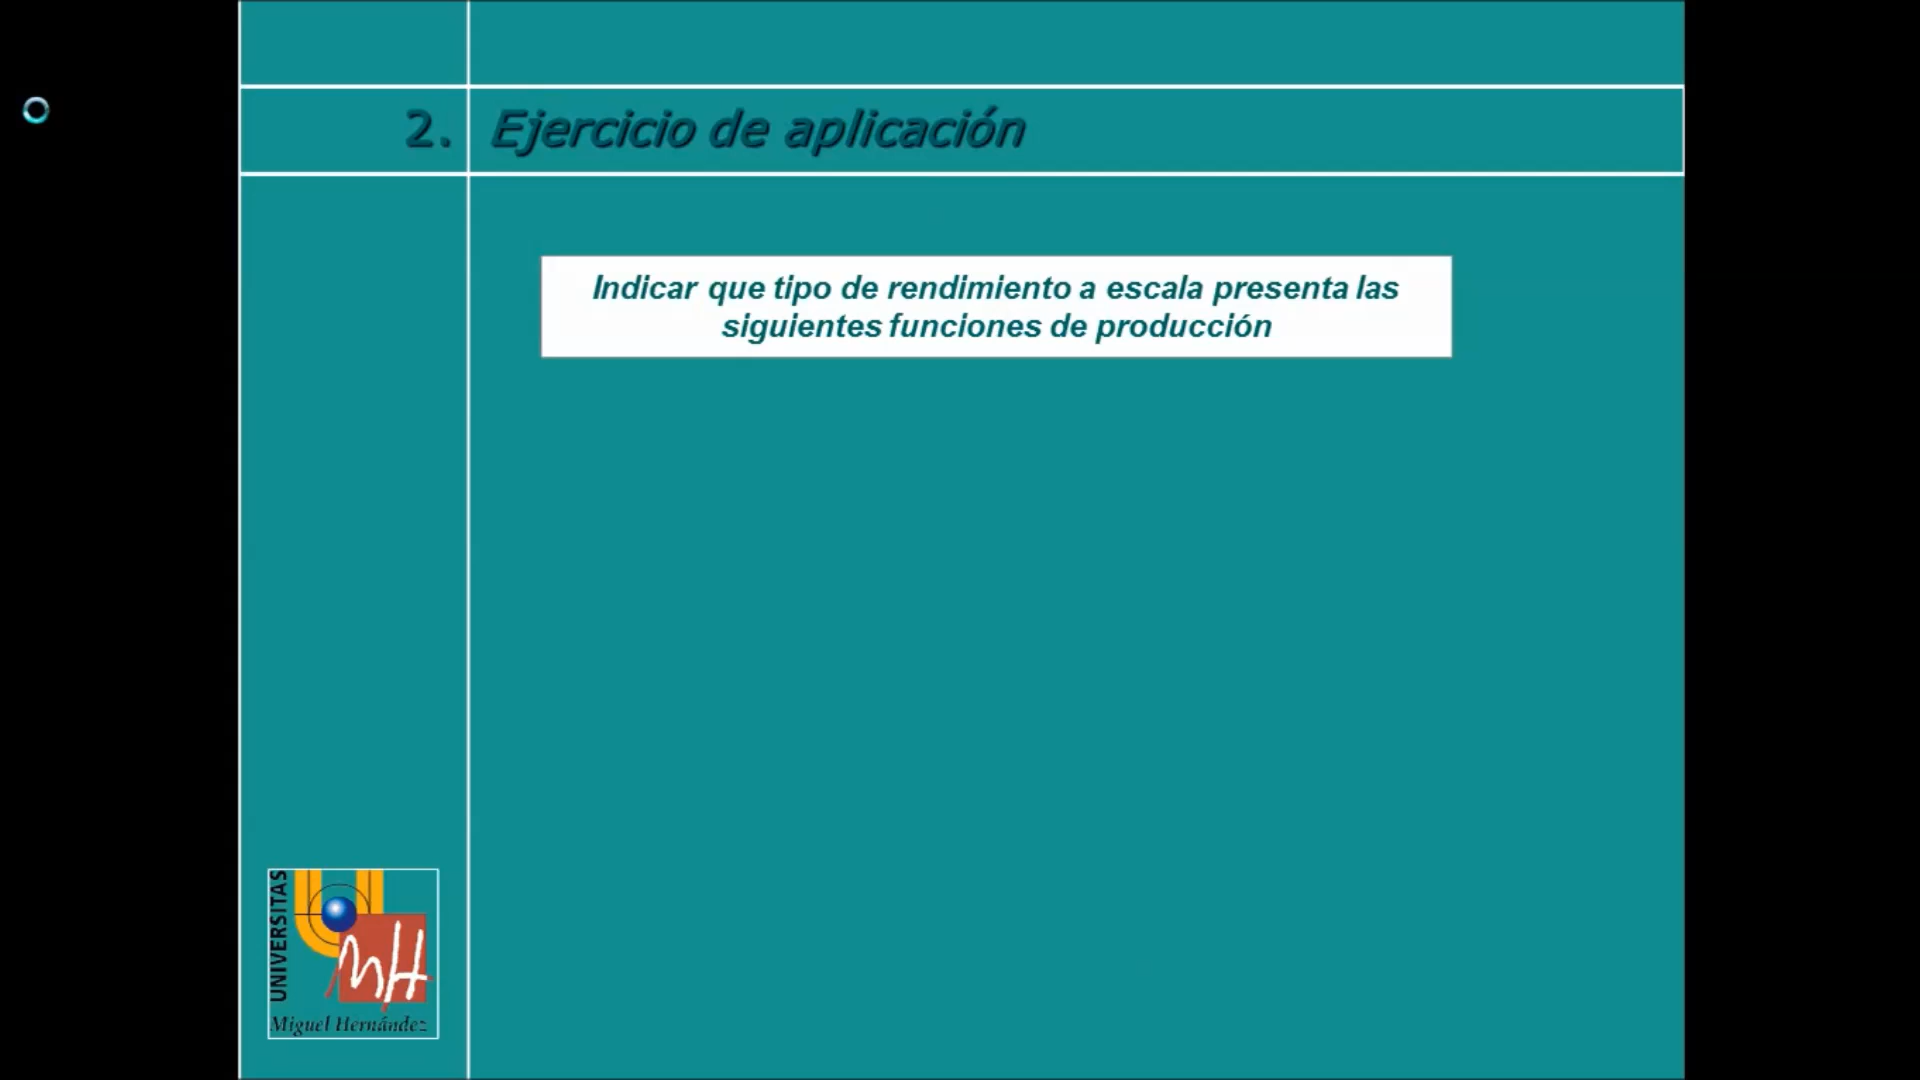 2. Ejercicio de aplicación
Indicar que tipo de rendimiento a escala presenta las
siguientes funciones de producción
UNIVERSITAS
MH
Miguel Hernández